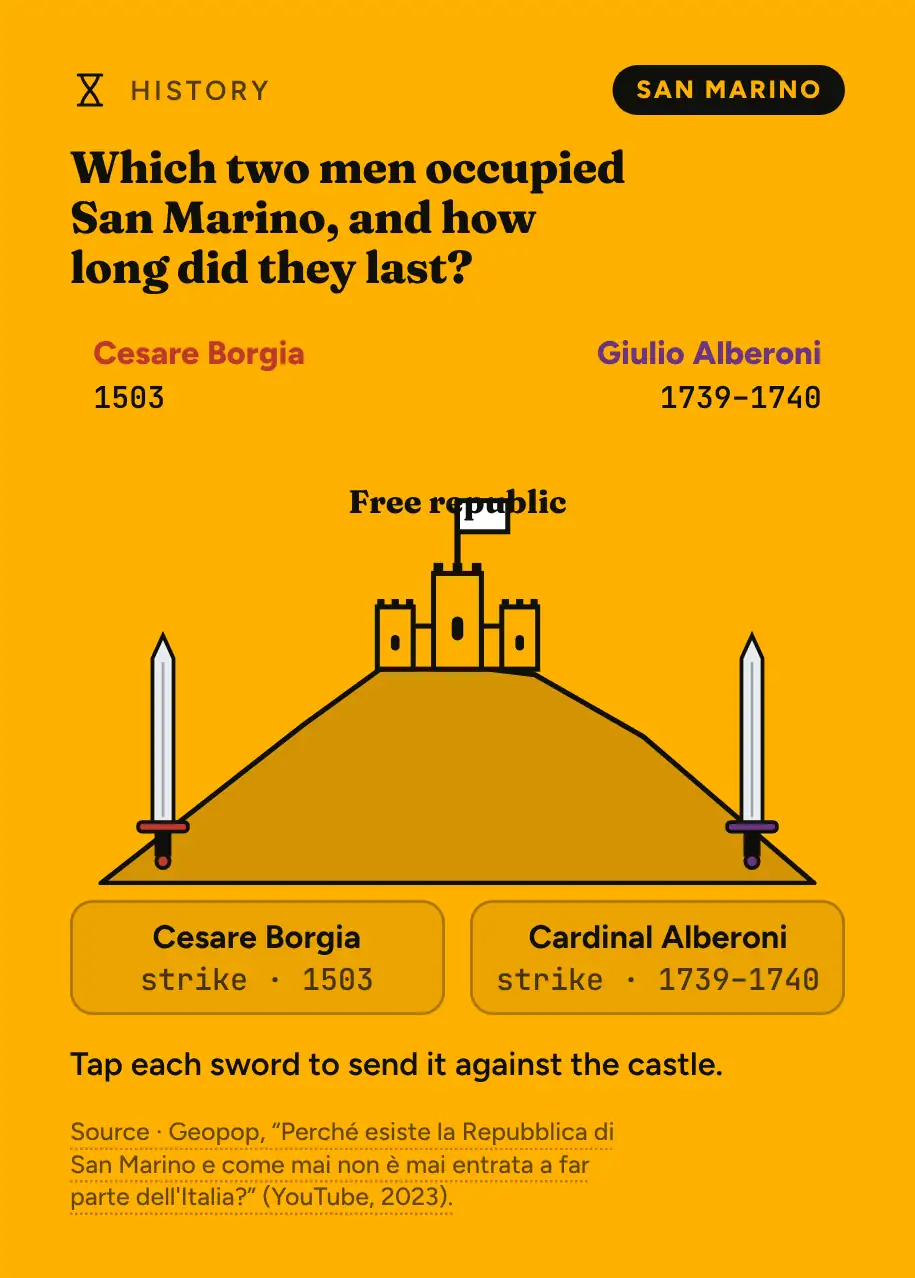 HISTORY
SAN MARINO
Which two men occupied
San Marino, and how
long did they last?
Cesare Borgia
1503
Giulio Alberoni
1739–1740
Free republic
Cesare Borgia
strike · 1503
Cardinal Alberoni
strike · 1739–1740
Tap each sword to send it against the castle.
Source · Geopop, “Perché esiste la Repubblica di
San Marino e come mai non è mai entrata a far
parte dell'Italia?” (YouTube, 2023).